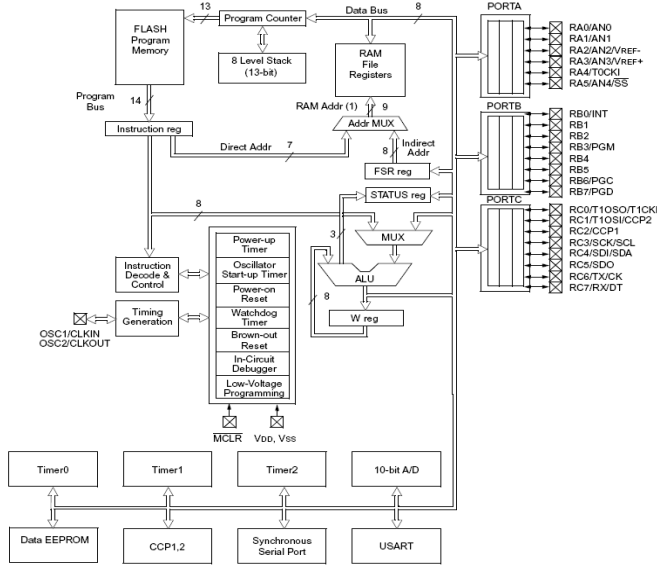 13
Program Counter
Data Bus
8
PORTA
FLASH
Program
Memory
8 Level Stack
(13-bit)
RAM
File
Registers
RA0/AN0
RA1/AN1
RA2/AN2/VREF-
RA3/AN3/VREF+
RA4/T0CKI
RA5/AN4/SS
Program
Bus
14
RAM Addr (1)
9
PORTB
Instruction reg
Addr MUX
RB0/INT
RB1
RB2
RB3/PGM
RB4
RB5
RB6/PGC
RB7/PGD
Direct Addr
7
8
Indirect
Addr
FSR reg
STATUS reg
PORTC
8
3
MUX
RC0/T1OSO/T1CKI
RC1/T1OSI/CCP2
RC2/CCP1
RC3/SCK/SCL
RC4/SDI/SDA
RC5/SDO
RC6/TX/CK
RC7/RX/DT
Instruction
Decode &
Control
Power-up
Timer
Oscillator
Start-up Timer
Power-on
Reset
Watchdog
Timer
Brown-out
Reset
In-Circuit
Debugger
Low-Voltage
Programming
ALU
8
W reg
Timing
Generation
OSC1/CLKIN
OSC2/CLKOUT
MCLR
VDD, VSS
Timer0
Timer1
Timer2
10-bit A/D
Data EEPROM
CCP1,2
Synchronous
Serial Port
USART